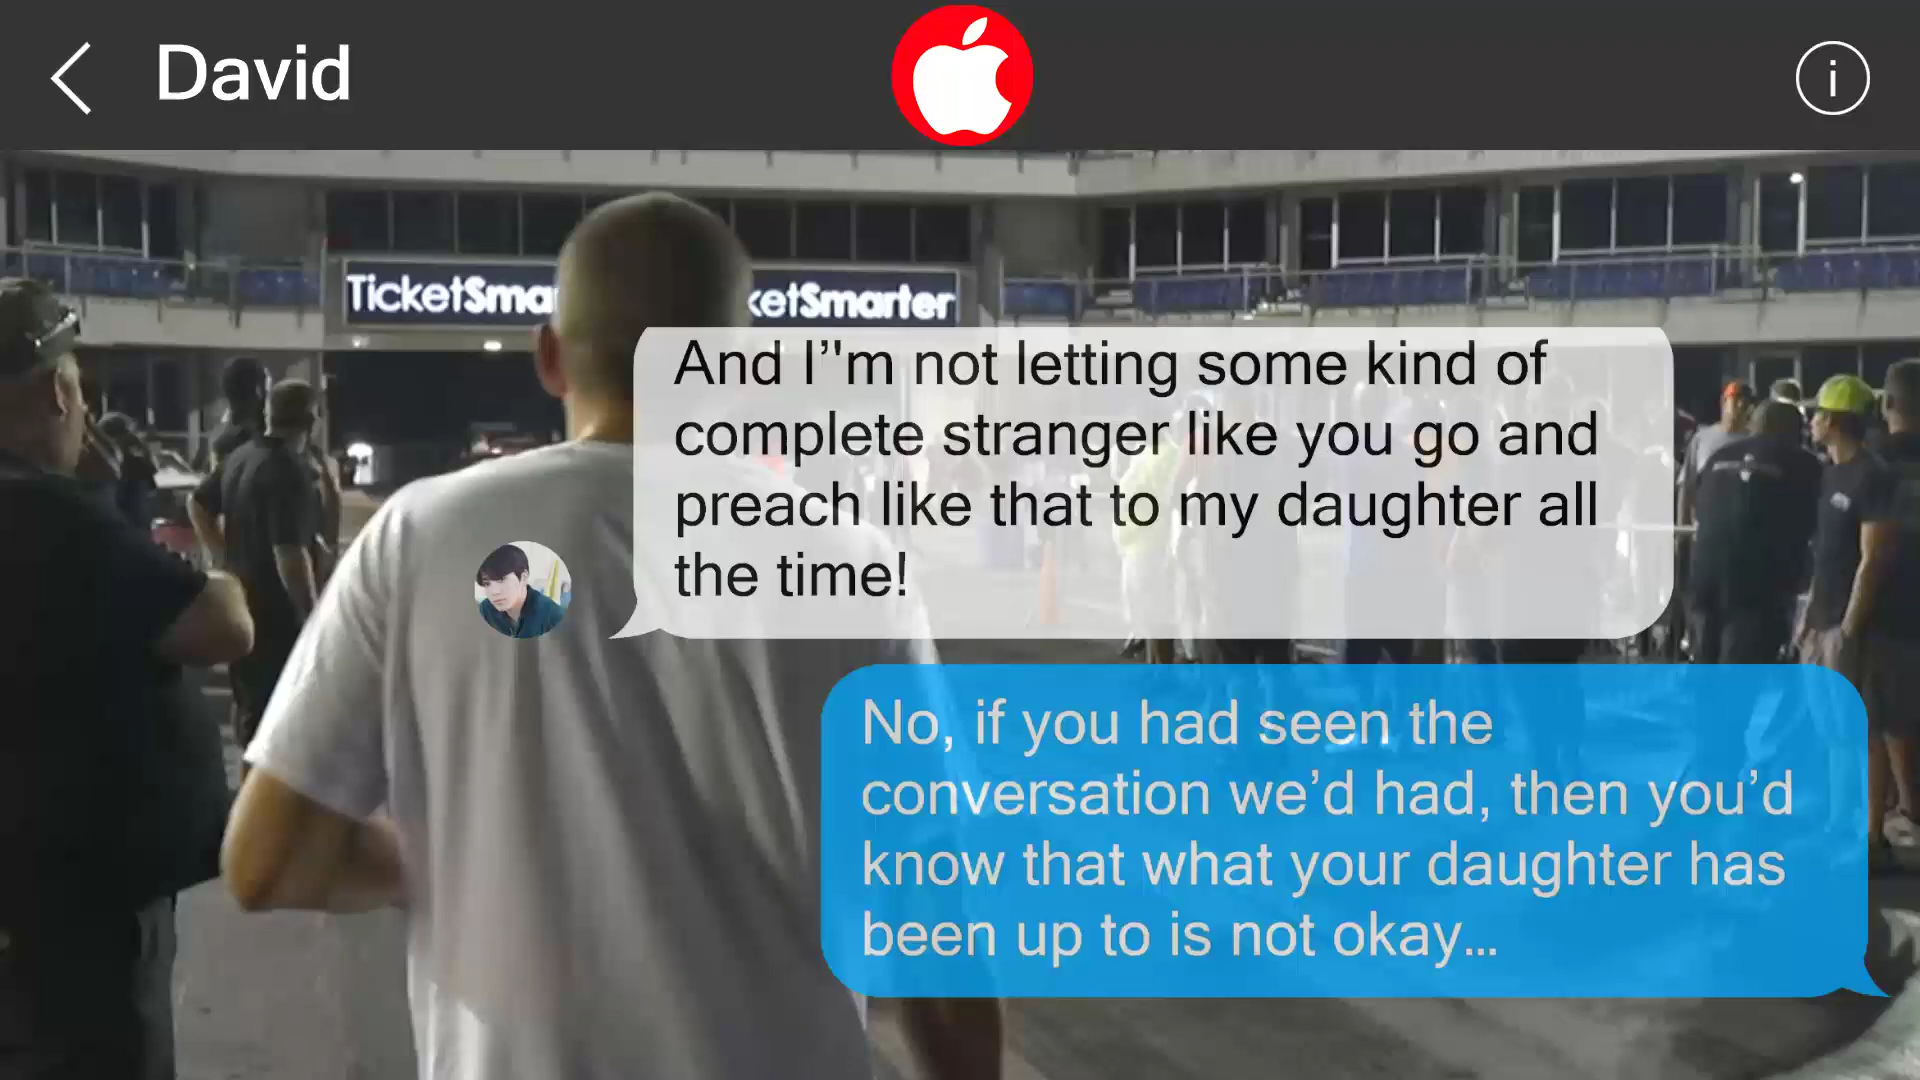 David
i
TicketSma
ketSmarter
And I’"m not letting some kind of
complete stranger like you go and
preach like that to my daughter all
the time!
No, if you had seen the
conversation we’d had, then you’d
know that what your daughter has
been up to is not okay...